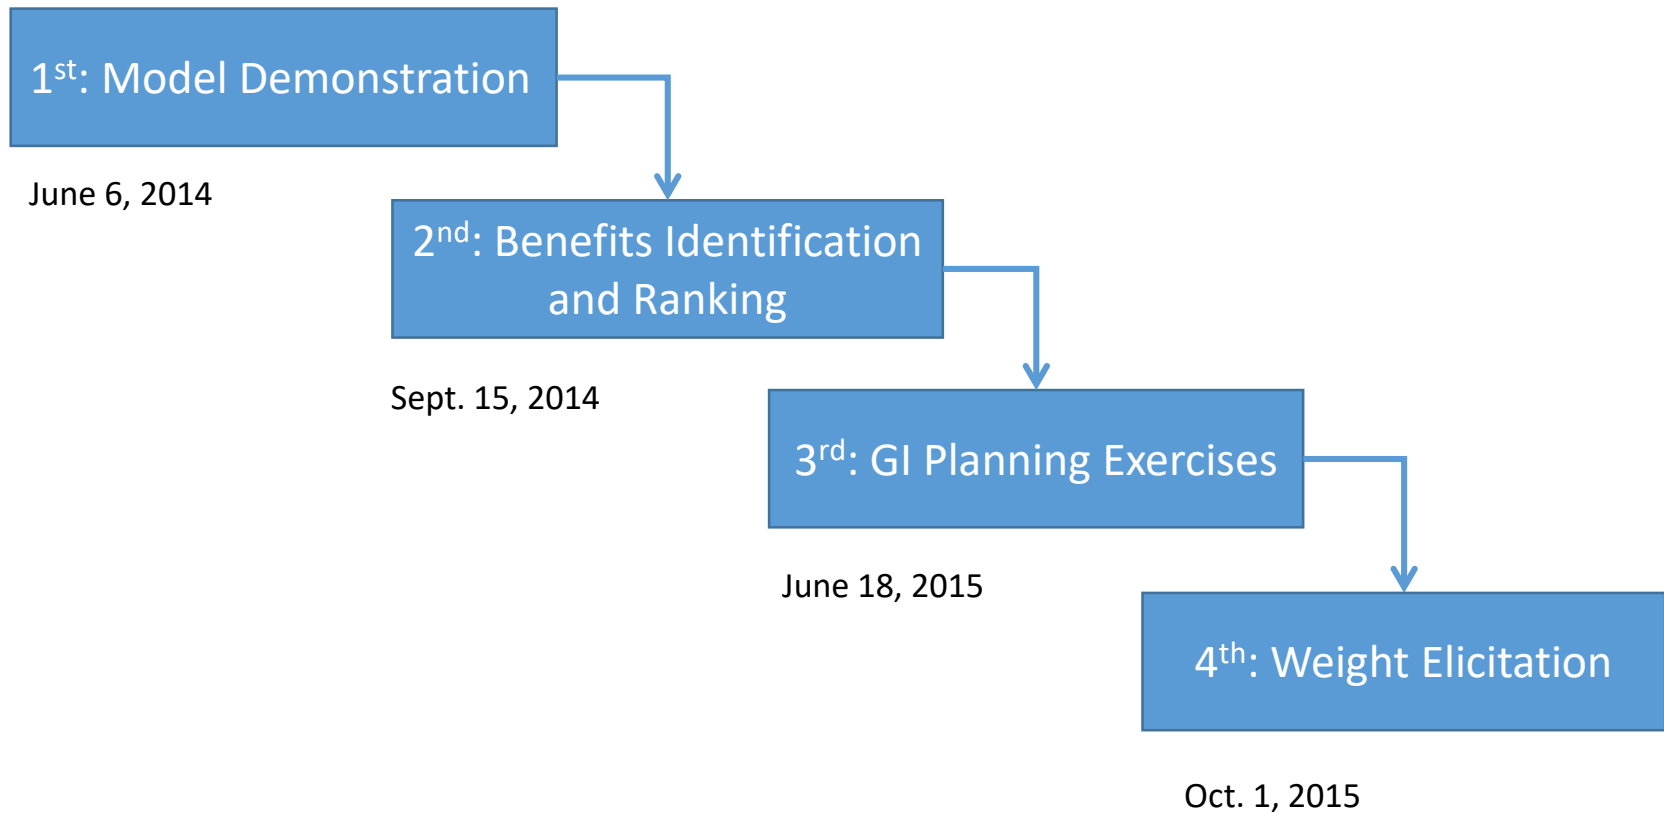 1st: Model Demonstration
June 6, 2014
2nd: Benefits Identification
and Ranking
Sept. 15, 2014
3rd: GI Planning Exercises
June 18, 2015
4th: Weight Elicitation
Oct. 1, 2015